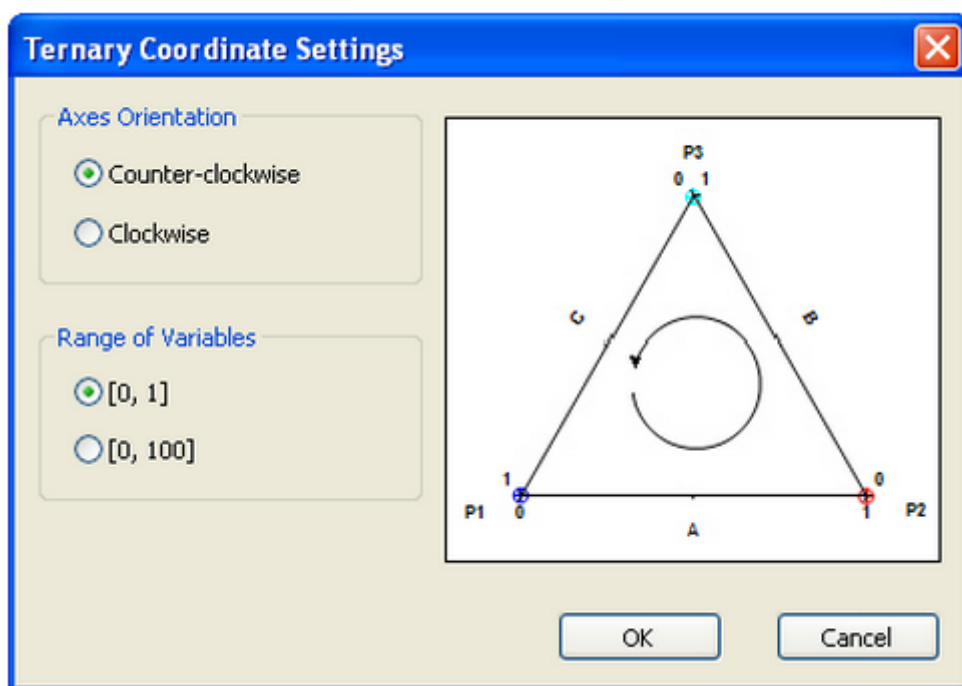 Ternary Coordinate Settings
Axes Orientation
Counter-clockwise
Clockwise
Range of Variables
[0, 1]
[0, 100]
P3
0 1
C
B
1
0
P1
0
1
P2
A
OK
Cancel